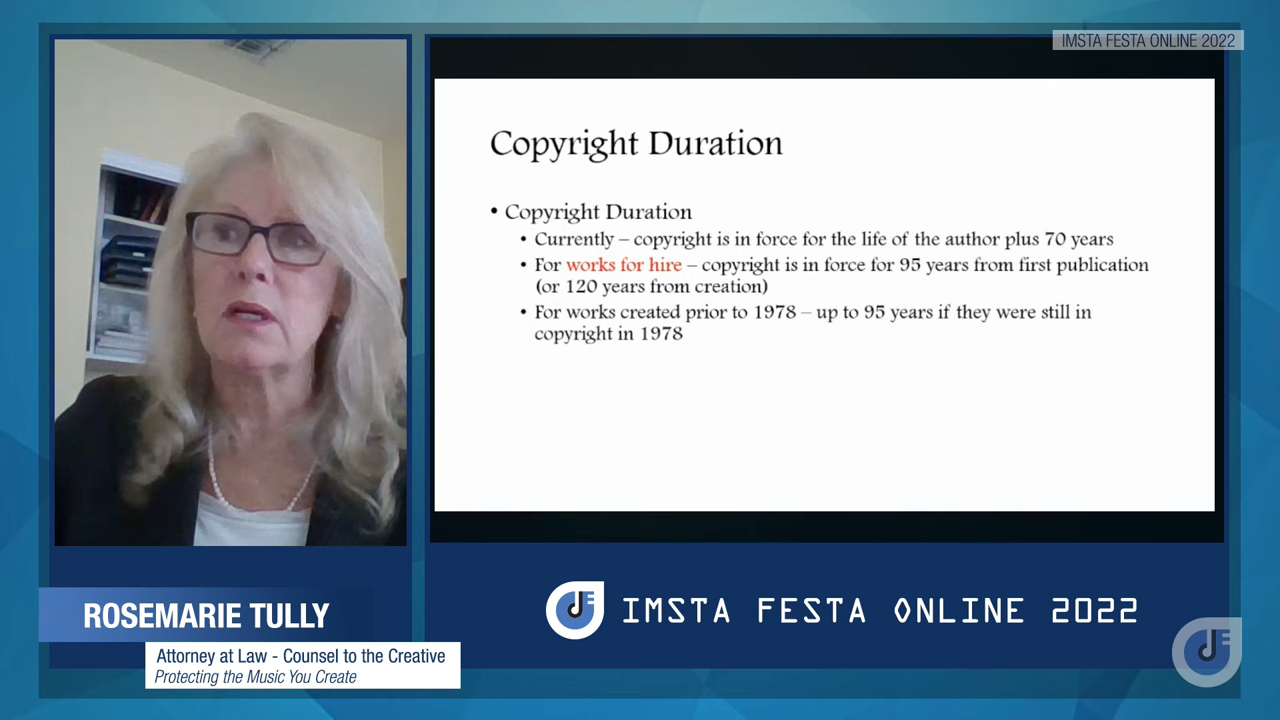 IMSTA FESTA ONLINE 2022
Copyright Duration
• Copyright Duration
• Currently – copyright is in force for the life of the author plus 70 years
• For works for hire – copyright is in force for 95 years from first publication
(or 120 years from creation)
• For works created prior to 1978 – up to 95 years if they were still in
copyright in 1978
ROSEMARIE TULLY
Attorney at Law - Counsel to the Creative
Protecting the Music You Create
IMSTA FESTA ONLINE 2022